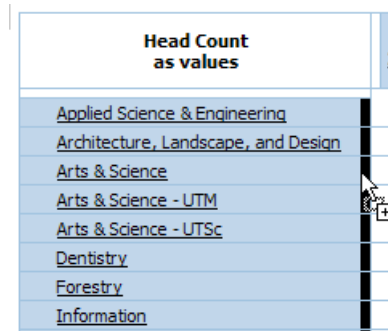 Head Count
as values
Applied Science & Engineering
Architecture, Landscape, and Design
Arts & Science
Arts & Science - UTM
Arts & Science - UTSc
Dentistry
Forestry
Information